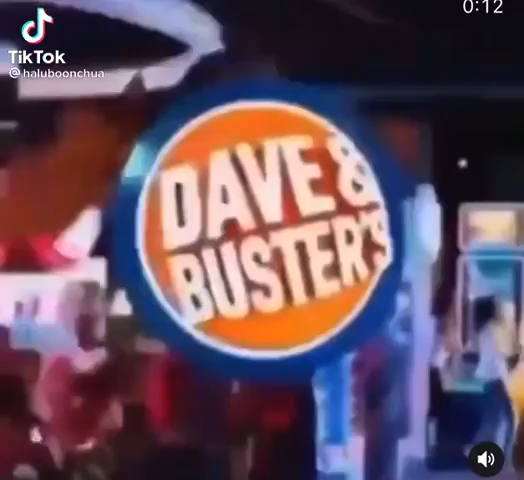 0:12
TikTok
@haluboonchua
DAVE &
BUSTER'S